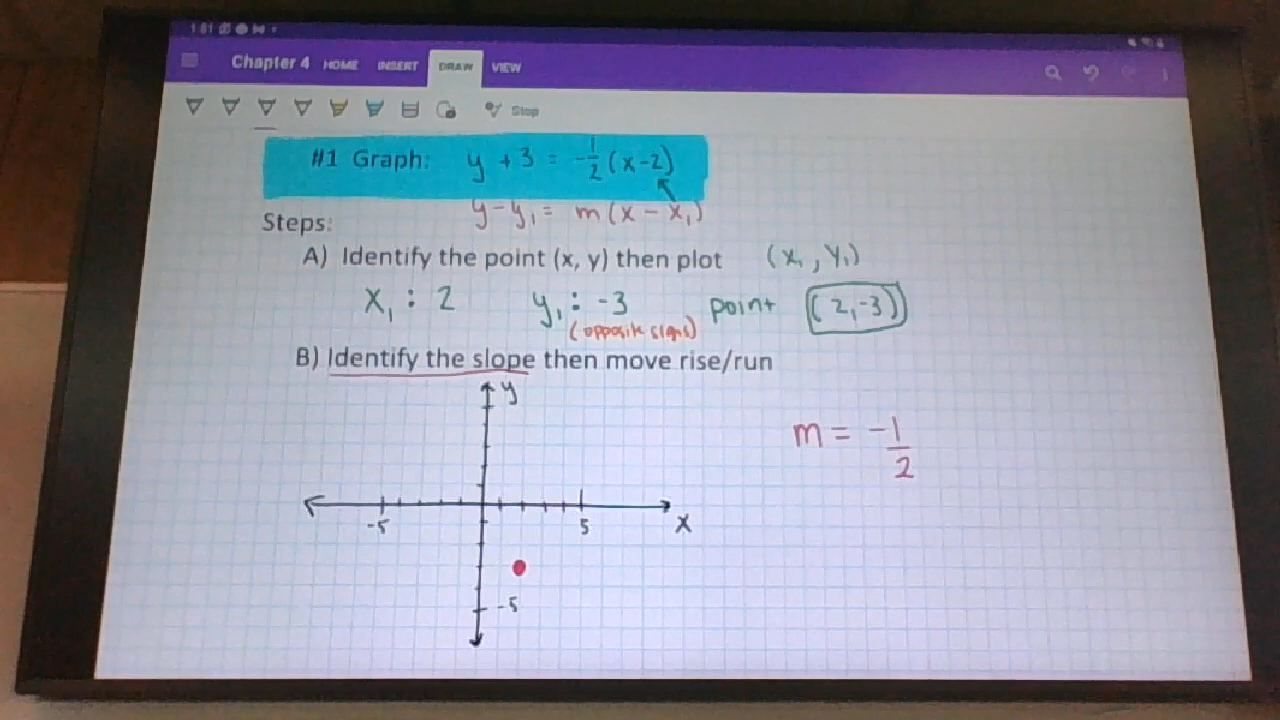 1:01
Chapter 4 HOME INSERT DRAW VIEW
Stop
#1 Graph: y + 3 = -1/2 (x-2)
y - y₁ = m (x - x₁)
Steps:
A) Identify the point (x, y) then plot (x₁, y₁)
x₁ : 2 y₁ : -3 point (2, -3)
(opposite signs)
B) Identify the slope then move rise/run
y
m = -1/2
-5 5 x
-5